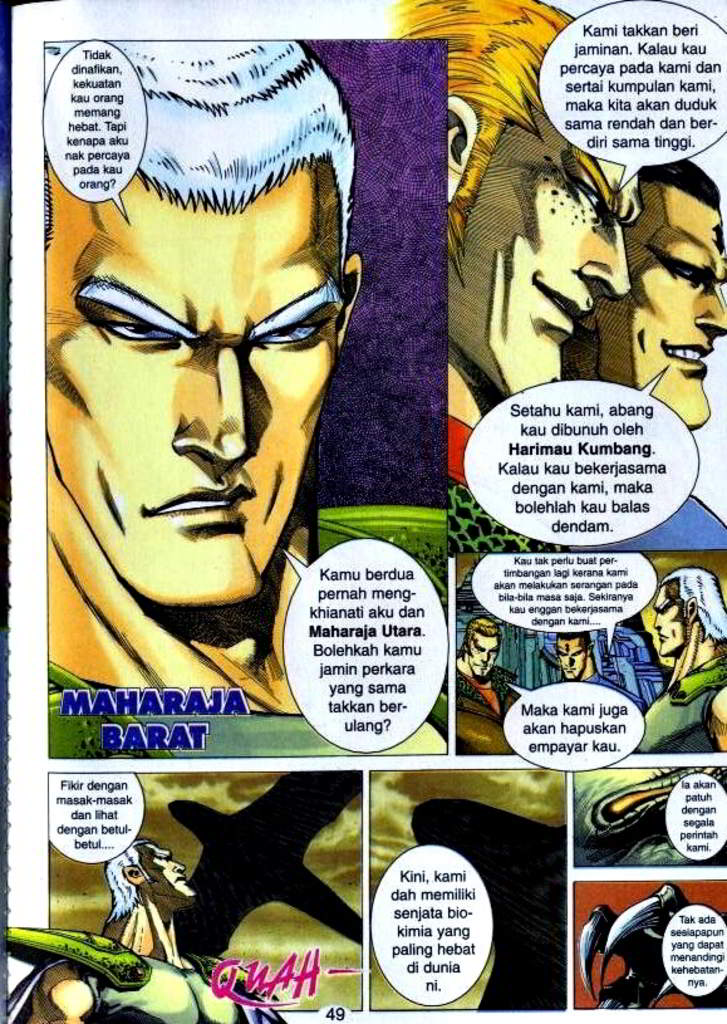 Tidak
dinafikan,
kekuatan
kau orang
memang
hebat. Tapi
kenapa aku
nak percaya
pada kau
orang?
Kami takkan beri
jaminan. Kalau kau
percaya pada kami dan
sertai kumpulan kami,
maka kita akan duduk
sama rendah dan ber-
diri sama tinggi.
Setahu kami, abang
kau dibunuh oleh
Harimau Kumbang.
Kalau kau bekerjasama
dengan kami, maka
bolehlah kau balas
dendam.
Kamu berdua
pernah meng-
khianati aku dan
Maharaja Utara.
Bolehkah kamu
jamin perkara
yang sama
takkan ber-
ulang?
MAHARAJA
BARAT
Kau tak perlu buat per-
timbangan lagi kerana kami
akan melakukan serangan pada
bila-bila masa saja. Sekiranya
kau enggan bekerjasama
dengan kami....
Maka kami juga
akan hapuskan
empayar kau.
Fikir dengan
masak-masak
dan lihat
dengan betul-
betul....
QUAH
Kini, kami
dah memiliki
senjata bio-
kimia yang
paling hebat
di dunia
ni.
Ia akan
patuh
dengan
segala
perintah
kami.
Tak ada
sesiapapun
yang dapat
menandingi
kehebatan-
nya.
49